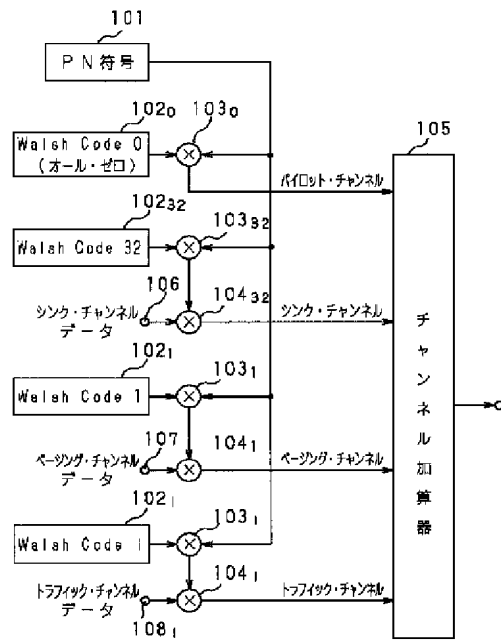 101
PN符号
102₀
103₀
105
Walsh Code 0
(オール・ゼロ)
パイロット・チャンネル
102₃₂
103₃₂
Walsh Code 32
106
104₃₂
シンク・チャンネル
データ
シンク・チャンネル
102₁
103₁
Walsh Code 1
107
104₁
ページング・チャンネル
データ
ページング・チャンネル
チャンネル加算器
102ᵢ
103ᵢ
Walsh Code i
104ᵢ
トラフィック・チャンネル
データ
トラフィック・チャンネル
108ᵢ